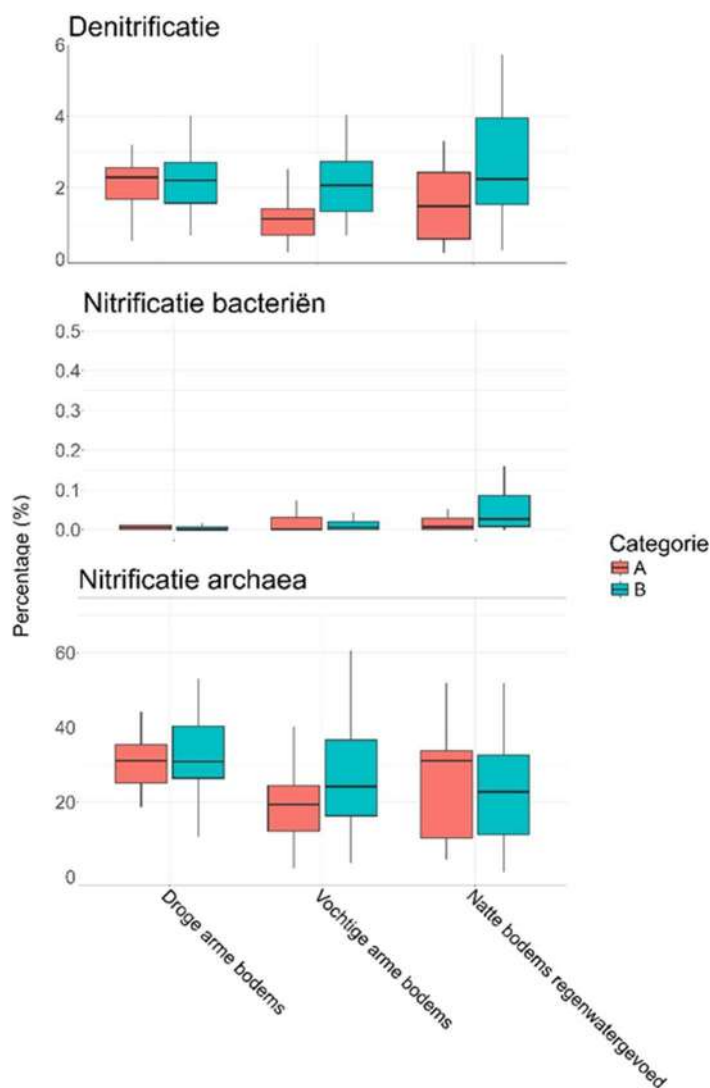 Denitrificatie
6
4
2
0
Nitrificatie bacteriën
0.5
0.4
0.3
0.2
0.1
0.0
Percentage (%)
Categorie
A
B
Nitrificatie archaea
60
40
20
0
Droge arme bodems
Vochtige arme bodems
Natte bodems regenwatergevoed